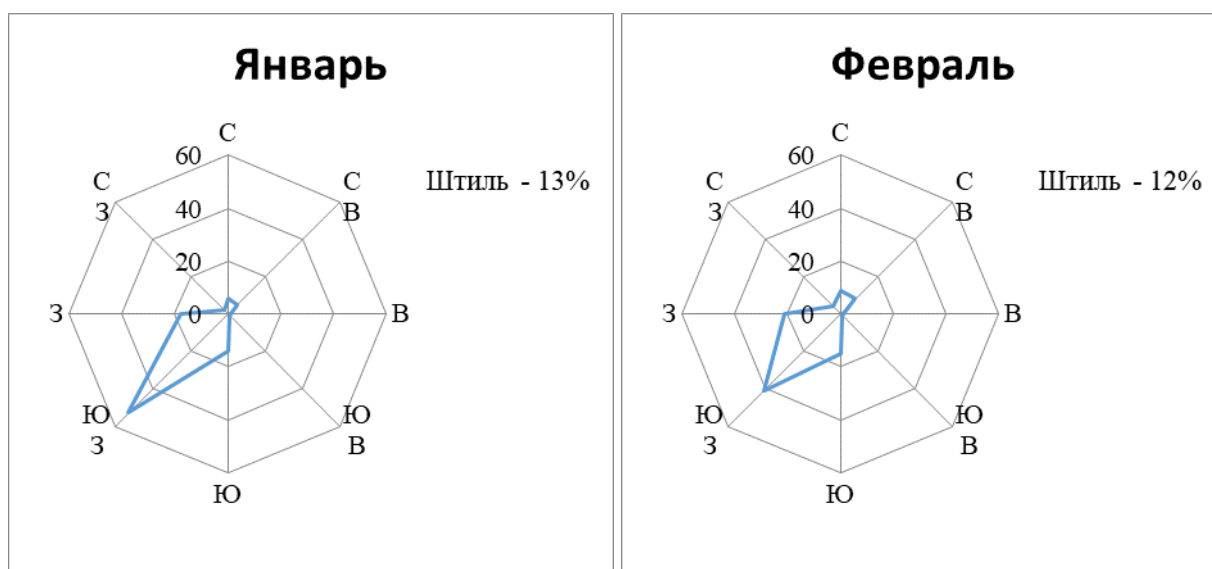 Январь
С
60
С
С
Штиль - 13%
З
40
В
20
З
0
В
Ю
Ю
З
В
Ю
Февраль
С
60
С
С
Штиль - 12%
З
40
В
20
З
0
В
Ю
Ю
З
В
Ю